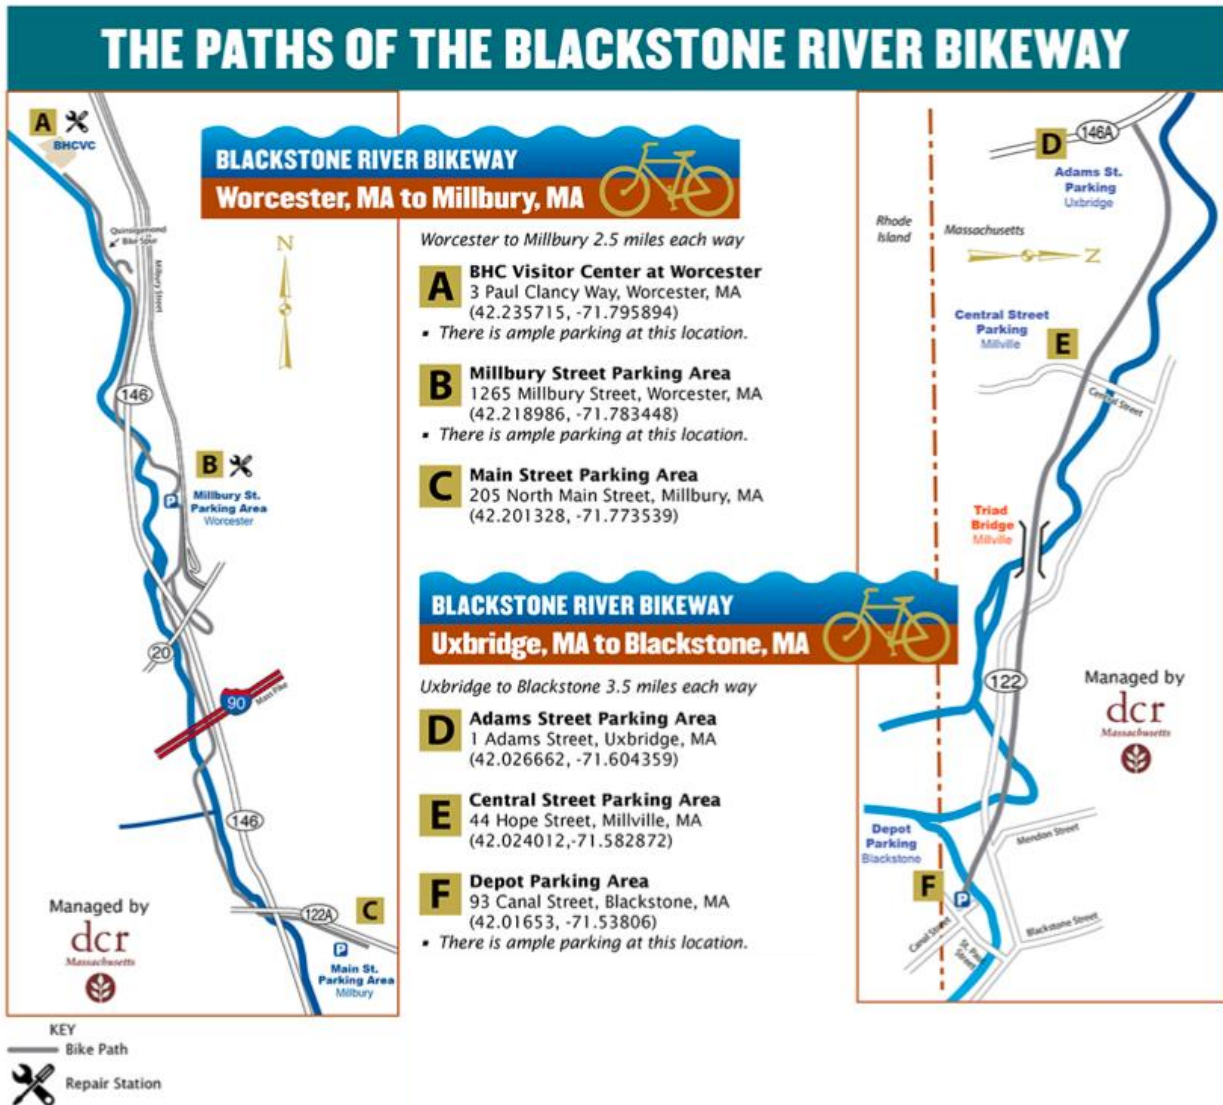 THE PATHS OF THE BLACKSTONE RIVER BIKEWAY
A
BHCVC
Quinsigamond
Bike Spur
Millbury Street
146
B
Millbury St.
P Parking Area
Worcester
20
90
Mass Pike
146
122A
C
P
Main St.
Parking Area
Millbury
Managed by
dcr
Massachusetts
KEY
Bike Path
Repair Station
BLACKSTONE RIVER BIKEWAY
Worcester, MA to Millbury, MA
N
Worcester to Millbury 2.5 miles each way
A BHC Visitor Center at Worcester
3 Paul Clancy Way, Worcester, MA
(42.235715, -71.795894)
▪ There is ample parking at this location.
B Millbury Street Parking Area
1265 Millbury Street, Worcester, MA
(42.218986, -71.783448)
▪ There is ample parking at this location.
C Main Street Parking Area
205 North Main Street, Millbury, MA
(42.201328, -71.773539)
BLACKSTONE RIVER BIKEWAY
Uxbridge, MA to Blackstone, MA
Uxbridge to Blackstone 3.5 miles each way
D Adams Street Parking Area
1 Adams Street, Uxbridge, MA
(42.026662, -71.604359)
E Central Street Parking Area
44 Hope Street, Millville, MA
(42.024012,-71.582872)
F Depot Parking Area
93 Canal Street, Blackstone, MA
(42.01653, -71.53806)
▪ There is ample parking at this location.
D
146A
Adams St.
Parking
Uxbridge
Rhode
Island
Massachusetts
N
Central Street
Parking
Millville
E
Central Street
Triad
Bridge
Millville
122
Managed by
dcr
Massachusetts
Mendon Street
Depot
Parking
Blackstone
F
P
Canal Street
St. Paul
Street
Blackstone Street